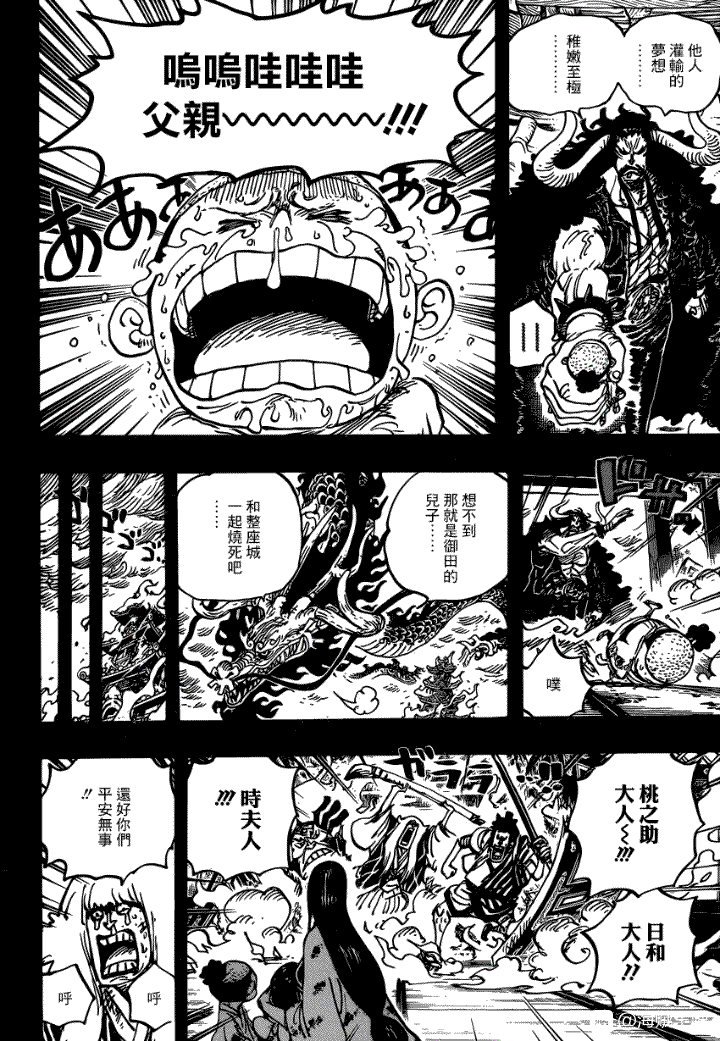 他人
灌輸的
夢想
……
稚嫩至極
………
嗚嗚哇哇哇
父親~~~~~~!!!
ああ
ああああ
想不到
那就是御田的
兒子……
噗
和整座城
一起燒死吧
……
桃之助
大人~!!!
日和
大人!!
時夫人
!!!
還好你們
平安無事
!!
呼
呼